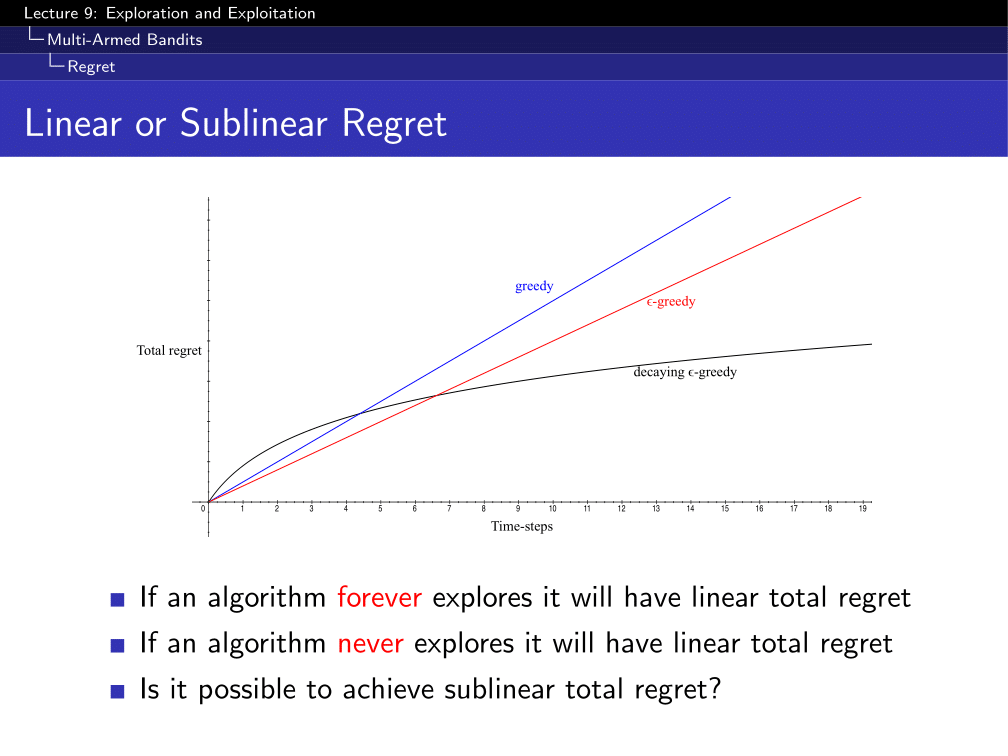 Lecture 9: Exploration and Exploitation
Multi-Armed Bandits
Regret
Linear or Sublinear Regret
greedy
ϵ-greedy
Total regret
decaying ϵ-greedy
0 1 2 3 4 5 6 7 8 9 10 11 12 13 14 15 16 17 18 19
Time-steps
If an algorithm forever explores it will have linear total regret
If an algorithm never explores it will have linear total regret
Is it possible to achieve sublinear total regret?